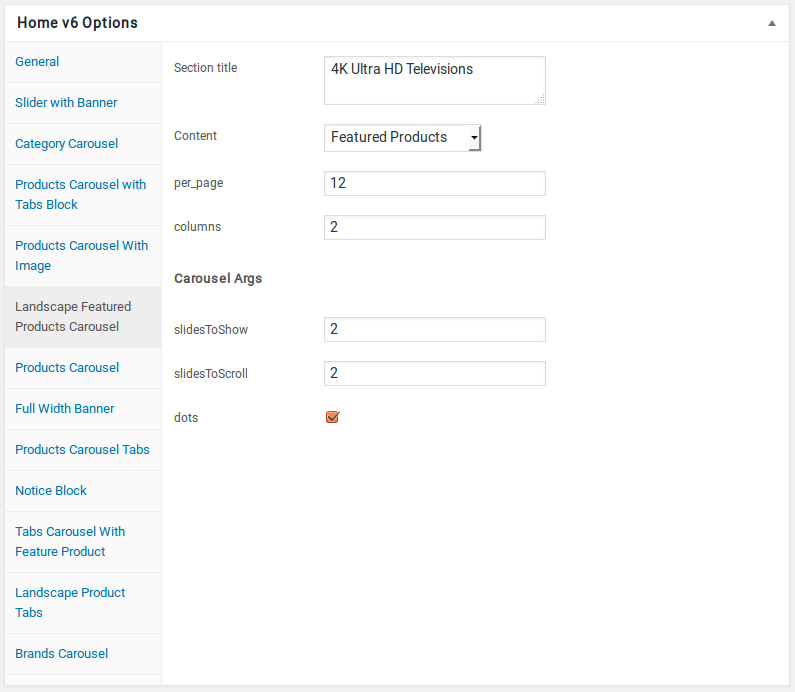 Home v6 Options
General
Slider with Banner
Category Carousel
Products Carousel with
Tabs Block
Products Carousel With
Image
Landscape Featured
Products Carousel
Products Carousel
Full Width Banner
Products Carousel Tabs
Notice Block
Tabs Carousel With
Feature Product
Landscape Product
Tabs
Brands Carousel
Section title
4K Ultra HD Televisions
Content
Featured Products
per_page
12
columns
2
Carousel Args
slidesToShow
2
slidesToScroll
2
dots